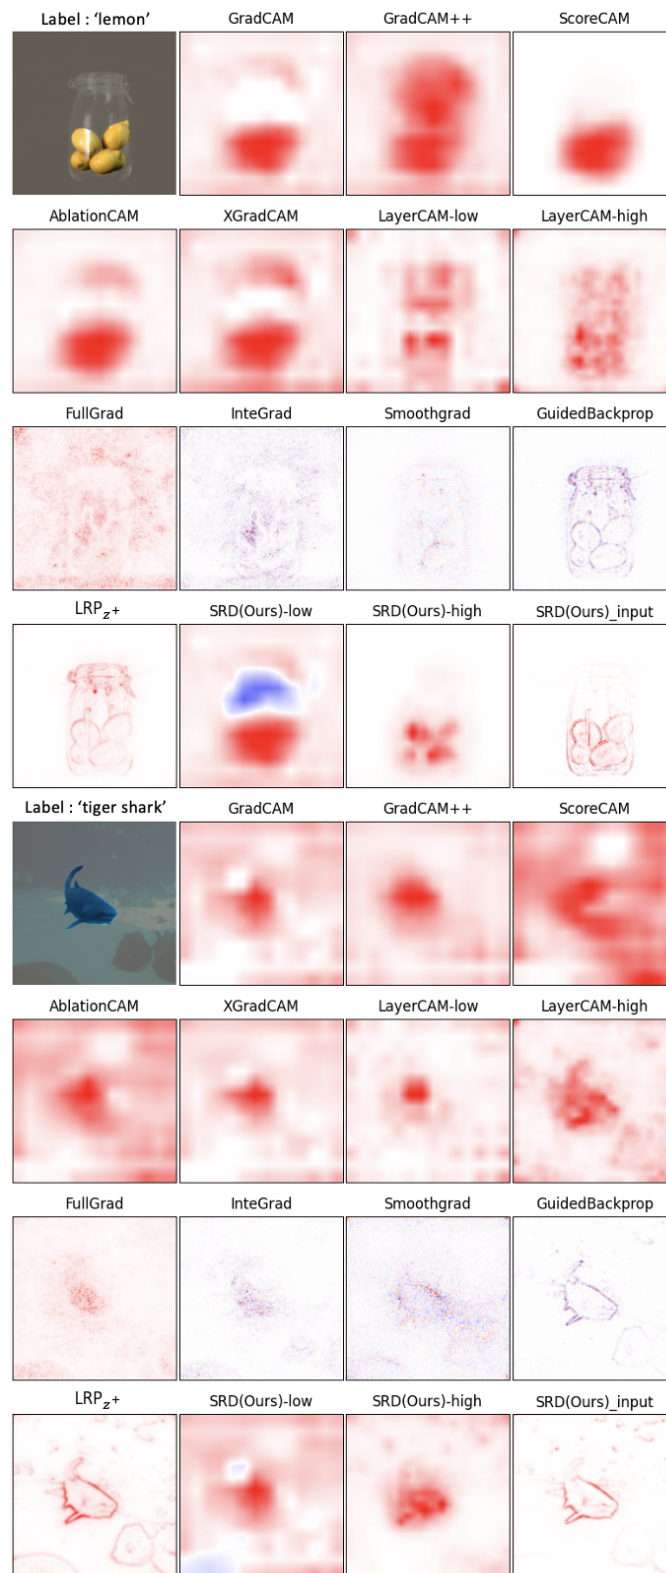 Label : ‘lemon’ GradCAM GradCAM++ ScoreCAM
AblationCAM XGradCAM LayerCAM-low LayerCAM-high
FullGrad InteGrad Smoothgrad GuidedBackprop
LRP_z+ SRD(Ours)-low SRD(Ours)-high SRD(Ours)_input
Label : ‘tiger shark’ GradCAM GradCAM++ ScoreCAM
AblationCAM XGradCAM LayerCAM-low LayerCAM-high
FullGrad InteGrad Smoothgrad GuidedBackprop
LRP_z+ SRD(Ours)-low SRD(Ours)-high SRD(Ours)_input